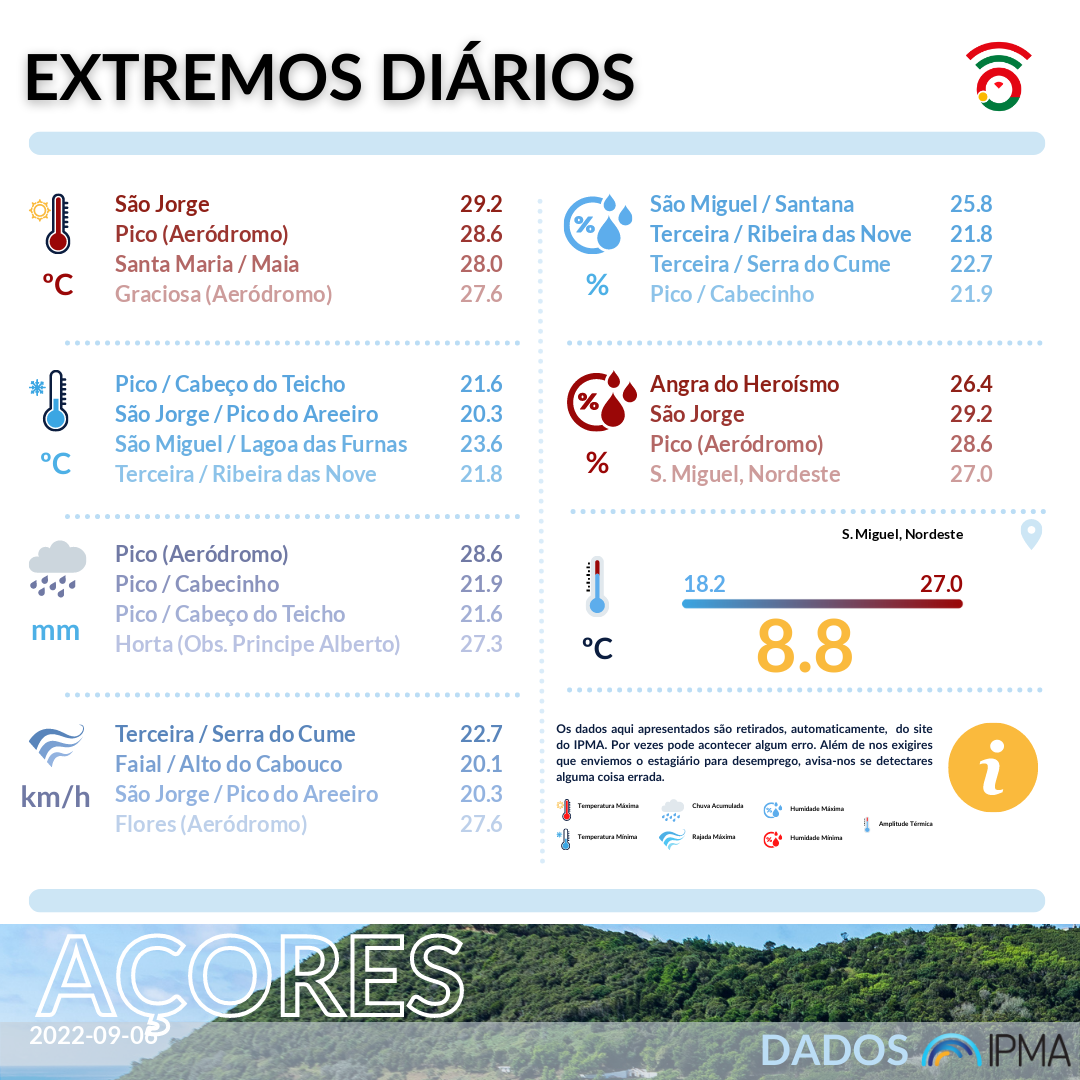 EXTREMOS DIÁRIOS
São Jorge 29.2
Pico (Aeródromo) 28.6
Santa Maria / Maia 28.0
Graciosa (Aeródromo) 27.6
ºC
Pico / Cabeço do Teicho 21.6
São Jorge / Pico do Areeiro 20.3
São Miguel / Lagoa das Furnas 23.6
Terceira / Ribeira das Nove 21.8
ºC
Pico (Aeródromo) 28.6
Pico / Cabecinho 21.9
Pico / Cabeço do Teicho 21.6
Horta (Obs. Principe Alberto) 27.3
mm
Terceira / Serra do Cume 22.7
Faial / Alto do Cabouco 20.1
São Jorge / Pico do Areeiro 20.3
Flores (Aeródromo) 27.6
km/h
%
São Miguel / Santana 25.8
Terceira / Ribeira das Nove 21.8
Terceira / Serra do Cume 22.7
Pico / Cabecinho 21.9
%
%
Angra do Heroísmo 26.4
São Jorge 29.2
Pico (Aeródromo) 28.6
S. Miguel, Nordeste 27.0
%
S. Miguel, Nordeste
18.2 27.0
8.8
ºC
Os dados aqui apresentados são retirados, automaticamente, do site
do IPMA. Por vezes pode acontecer algum erro. Além de nos exigires
que enviemos o estagiário para desemprego, avisa-nos se detectares
alguma coisa errada.
i
Temperatura Máxima Chuva Acumulada Humidade Máxima
Amplitude Térmica
Temperatura Mínima Rajada Máxima Humidade Mínima
AÇORES
2022-09-06
DADOS IPMA